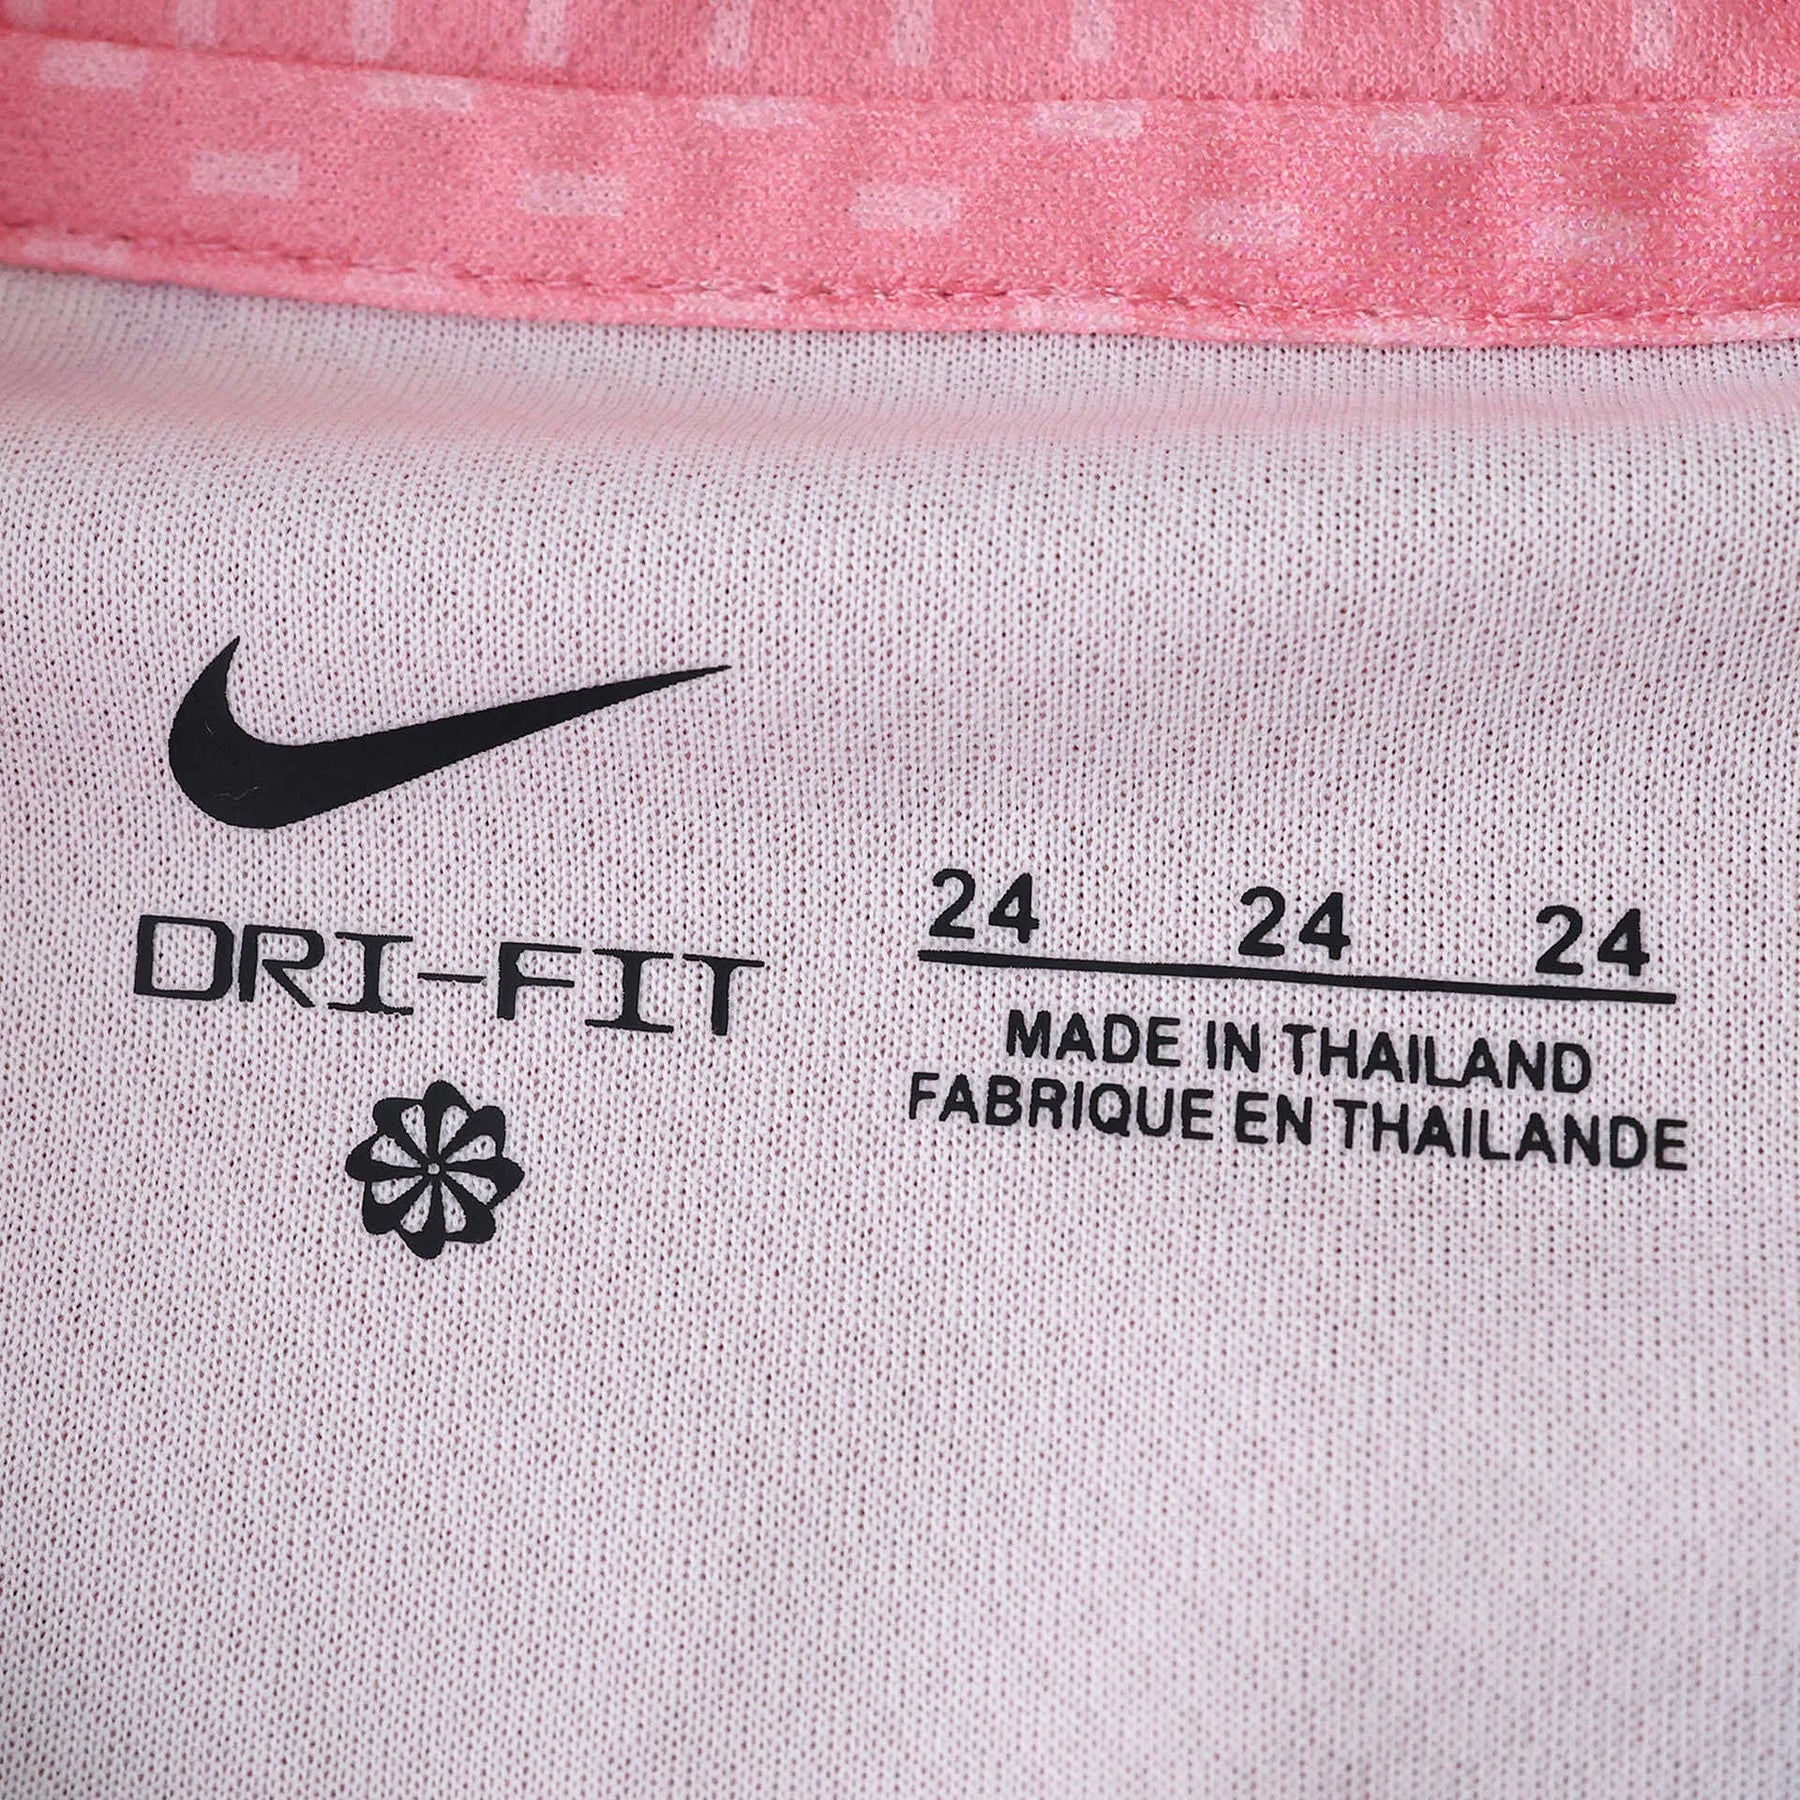 DRI-FIT
24 24 24
MADE IN THAILAND
FABRIQUE EN THAILANDE